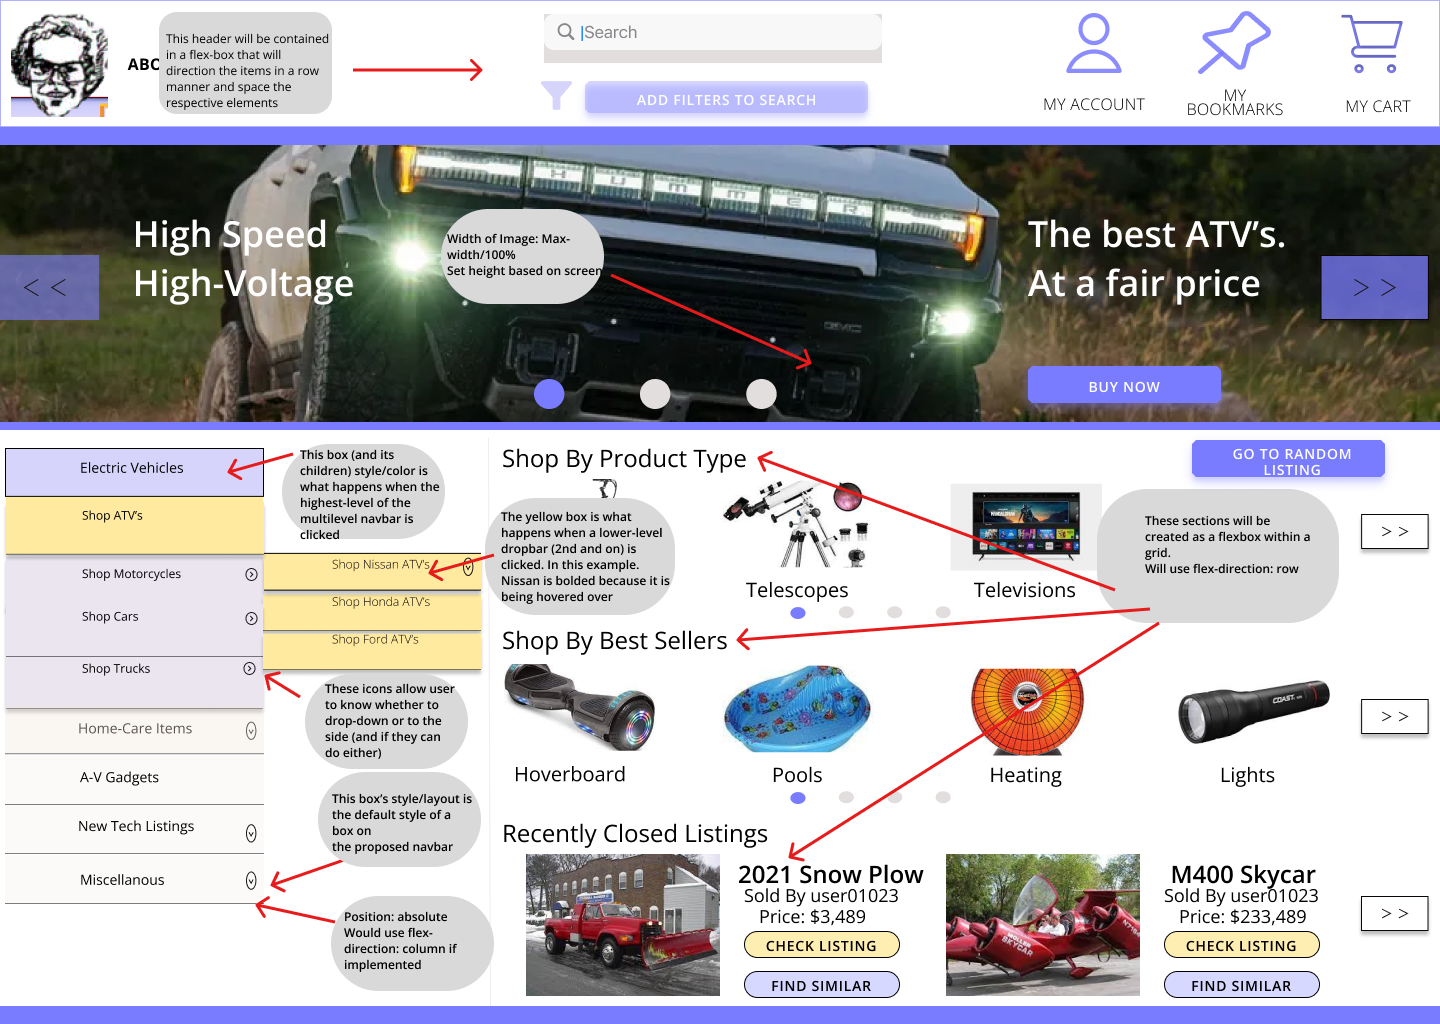 ABO
This header will be contained
in a flex-box that will
direction the items in a row
manner and space the
respective elements
Search
ADD FILTERS TO SEARCH
MY ACCOUNT
MY
BOOKMARKS
MY CART
HUMMER
High Speed
High-Voltage
< <
Width of Image: Max-
width/100%
Set height based on screen
GMC
The best ATV's.
At a fair price
> >
BUY NOW
Electric Vehicles
Shop ATV's
Shop Motorcycles
Shop Cars
Shop Trucks
Home-Care Items
A-V Gadgets
New Tech Listings
Miscellanous
Shop Nissan ATV's
Shop Honda ATV's
Shop Ford ATV's
This box (and its
children) style/color is
what happens when the
highest-level of the
multilevel navbar is
clicked
The yellow box is what
happens when a lower-level
dropbar (2nd and on) is
clicked. In this example.
Nissan is bolded because it is
being hovered over
These icons allow user
to know whether to
drop-down or to the
side (and if they can
do either)
This box's style/layout is
the default style of a
box on
the proposed navbar
Position: absolute
Would use flex-
direction: column if
implemented
Shop By Product Type
GO TO RANDOM
LISTING
Telescopes
Televisions
These sections will be
created as a flexbox within a
grid.
Will use flex-direction: row
> >
Shop By Best Sellers
COAST
Hoverboard
Pools
Heating
Lights
> >
Recently Closed Listings
2021 Snow Plow
Sold By user01023
Price: $3,489
CHECK LISTING
FIND SIMILAR
MOLLER
SKYCAR
M400 Skycar
Sold By user01023
Price: $233,489
CHECK LISTING
FIND SIMILAR
> >